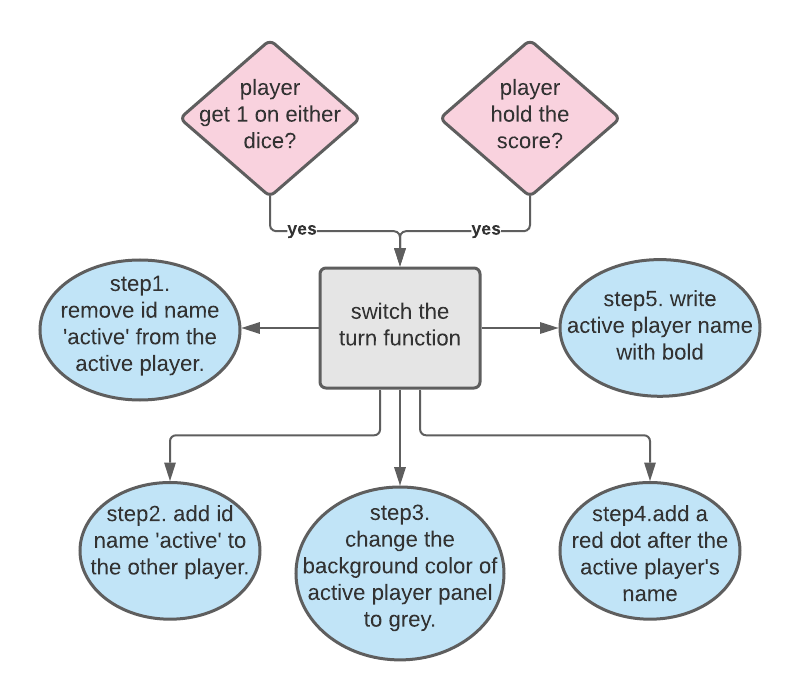 player
get 1 on either
dice?
player
hold the
score?
yes
yes
switch the
turn function
step1.
remove id name
'active' from the
active player.
step5. write
active player name
with bold
step2. add id
name 'active' to
the other player.
step3.
change the
background color of
active player panel
to grey.
step4.add a
red dot after the
active player's
name